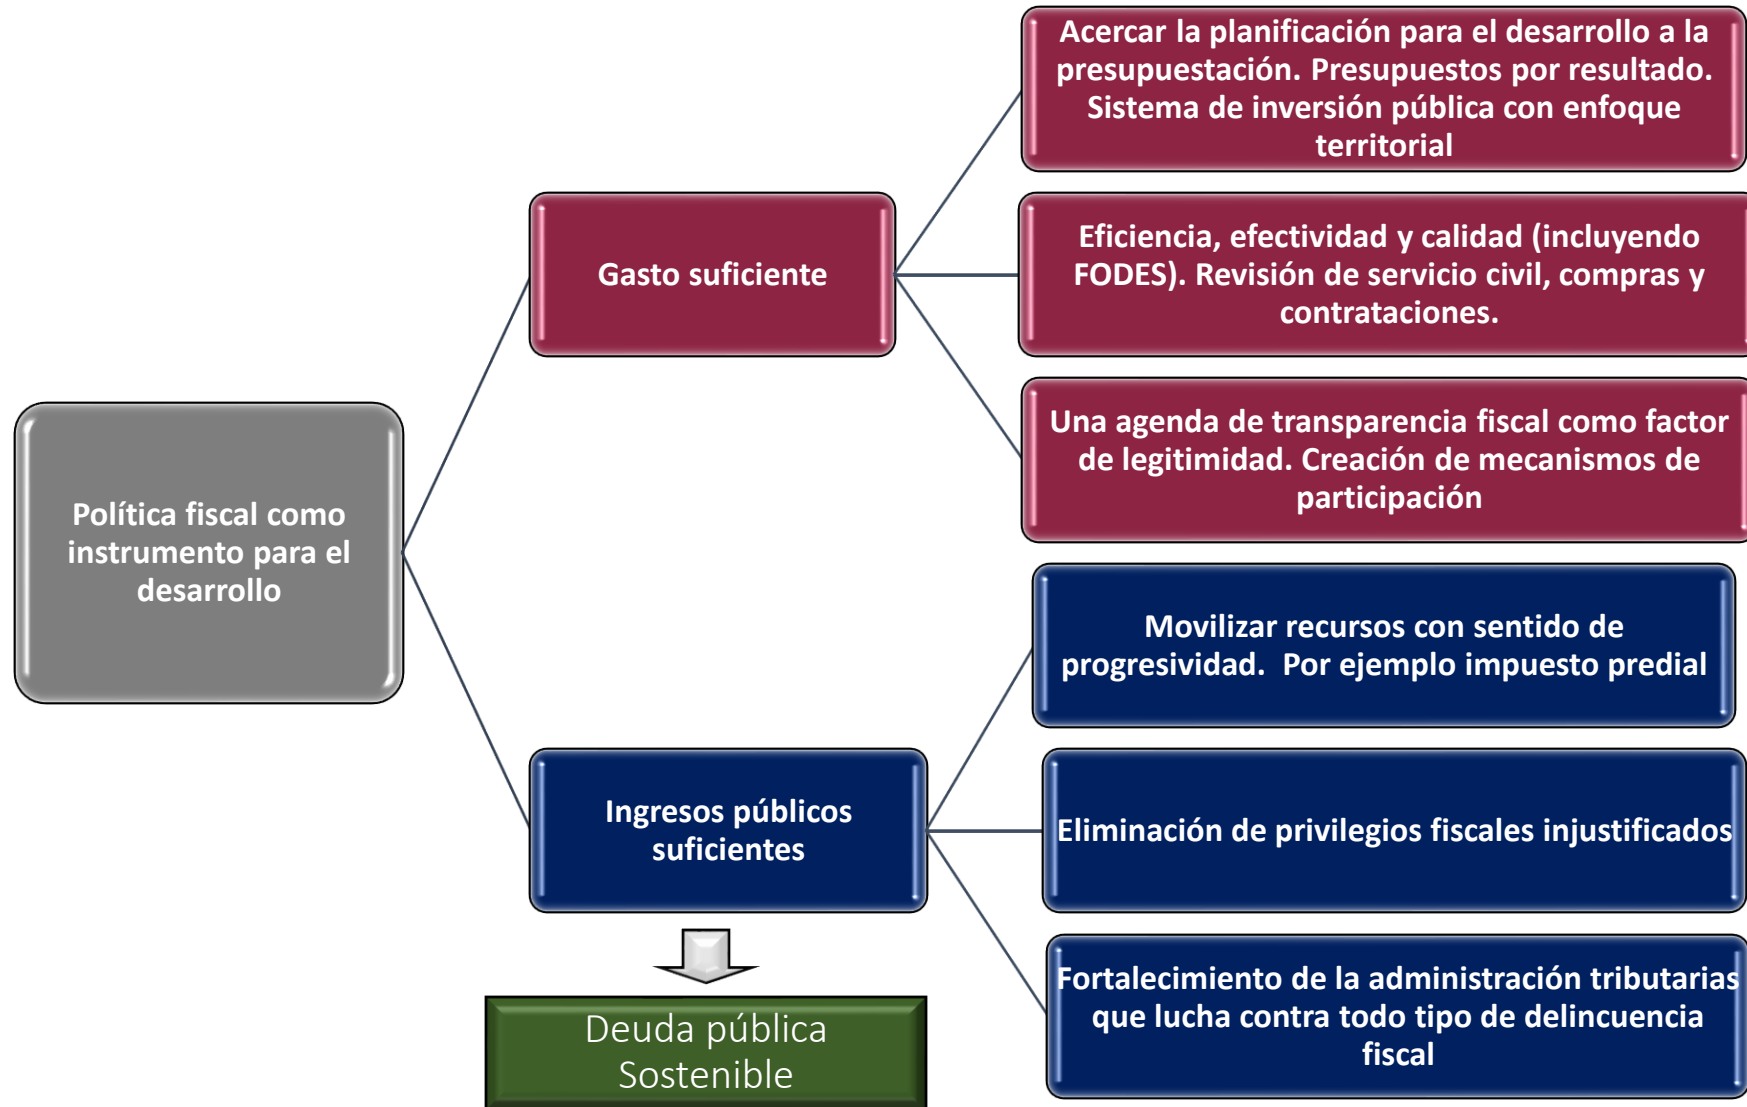 Política fiscal como
instrumento para el
desarrollo
Gasto suficiente
Acercar la planificación para el desarrollo a la
presupuestación. Presupuestos por resultado.
Sistema de inversión pública con enfoque
territorial
Eficiencia, efectividad y calidad (incluyendo
FODES). Revisión de servicio civil, compras y
contrataciones.
Una agenda de transparencia fiscal como factor
de legitimidad. Creación de mecanismos de
participación
Ingresos públicos
suficientes
Movilizar recursos con sentido de
progresividad.  Por ejemplo impuesto predial
Eliminación de privilegios fiscales injustificados
Fortalecimiento de la administración tributarias
que lucha contra todo tipo de delincuencia
fiscal
Deuda pública
Sostenible